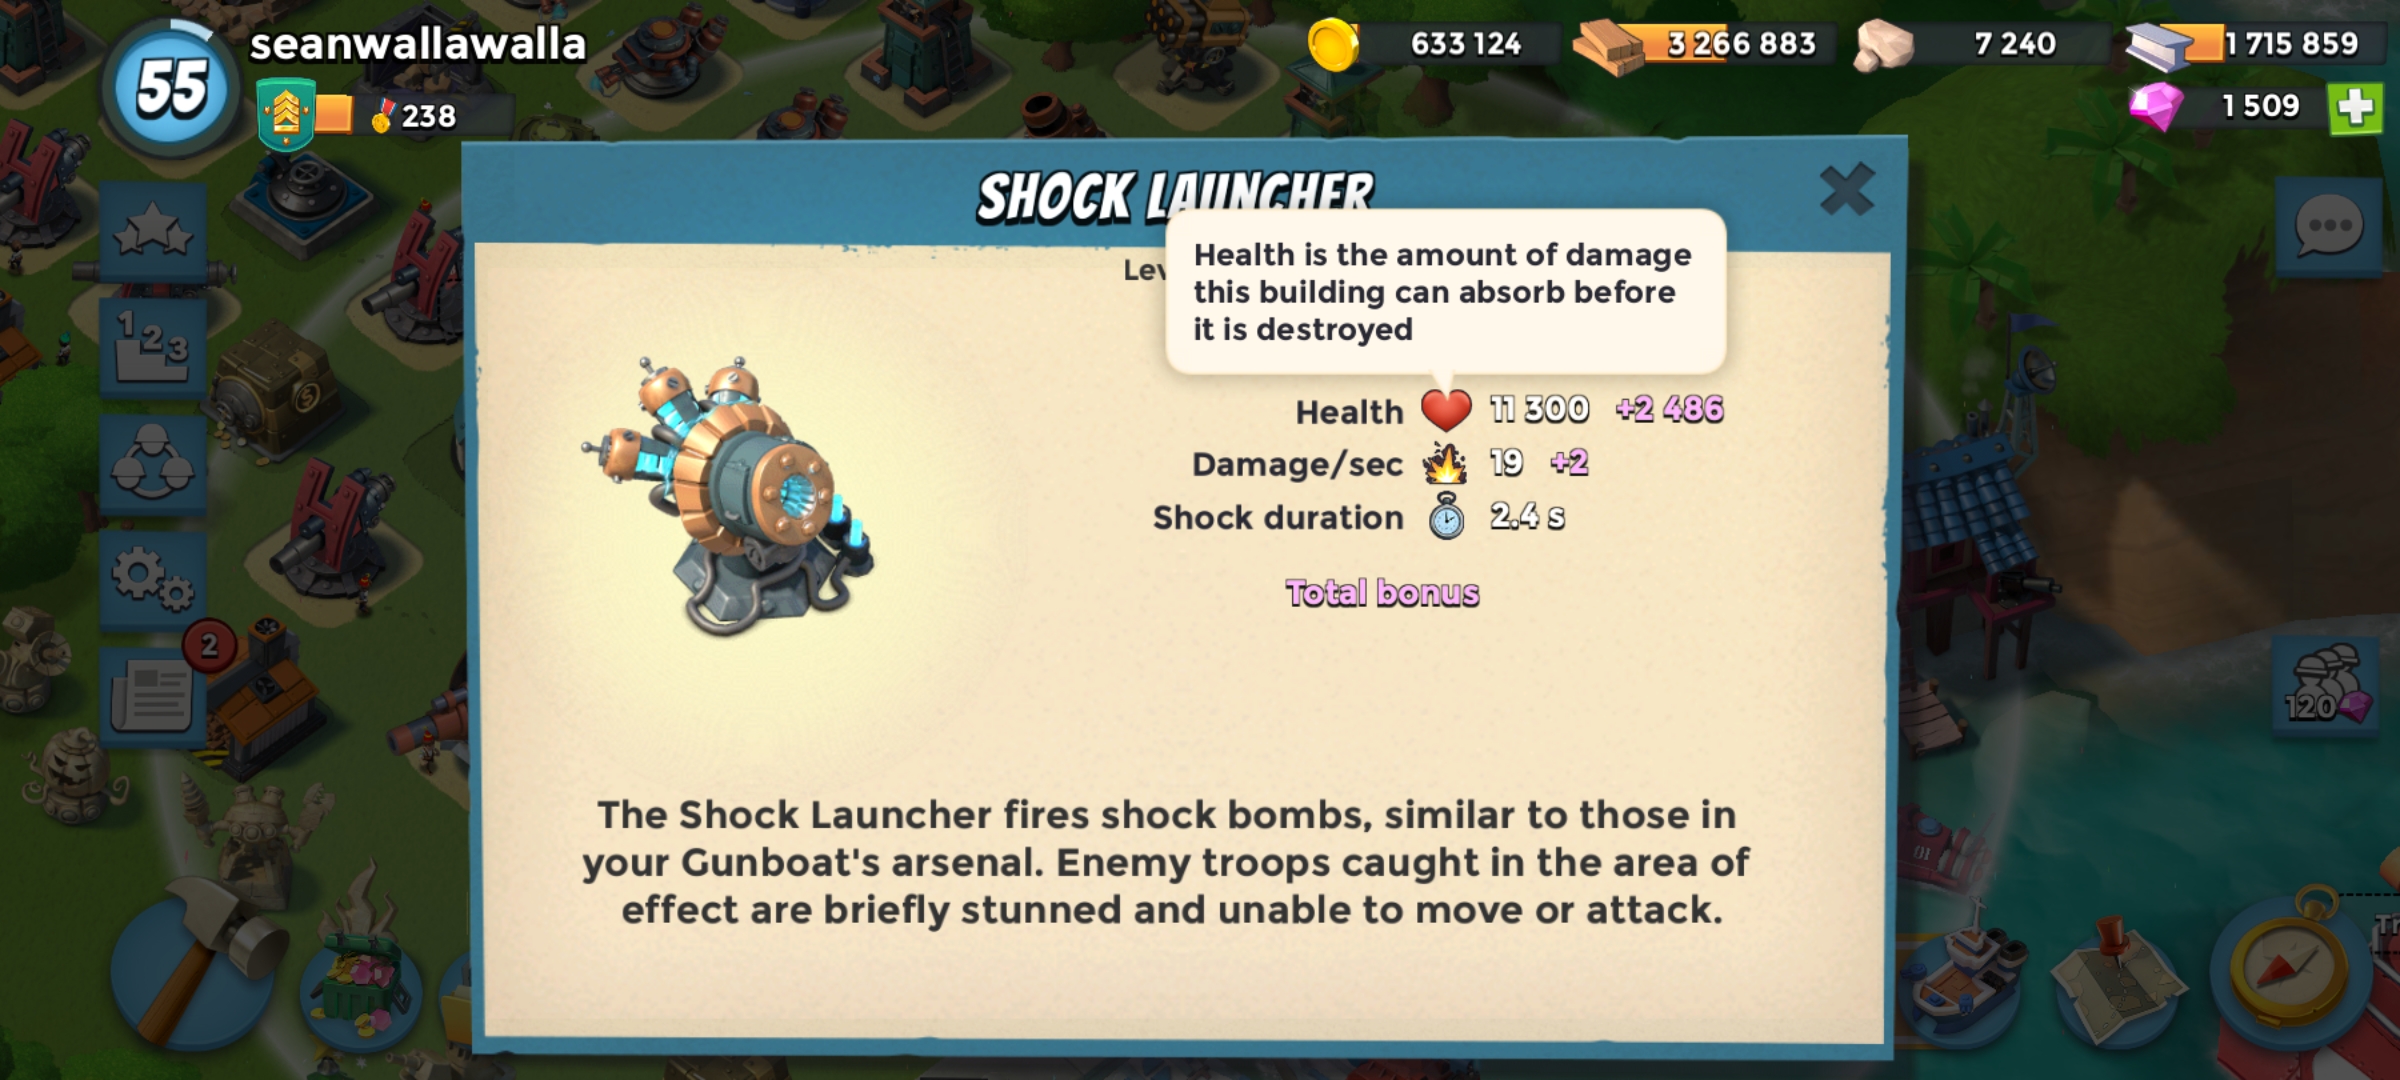 55
seanwallawalla
238
633 124
3 266 883
7 240
1 715 859
1 509
SHOCK LAUNCHER
Health is the amount of damage
this building can absorb before
it is destroyed
Health 11 300 +2 486
Damage/sec 19 +2
Shock duration 2.4 s
Total bonus
The Shock Launcher fires shock bombs, similar to those in
your Gunboat's arsenal. Enemy troops caught in the area of
effect are briefly stunned and unable to move or attack.
1 2 3
2
120
01